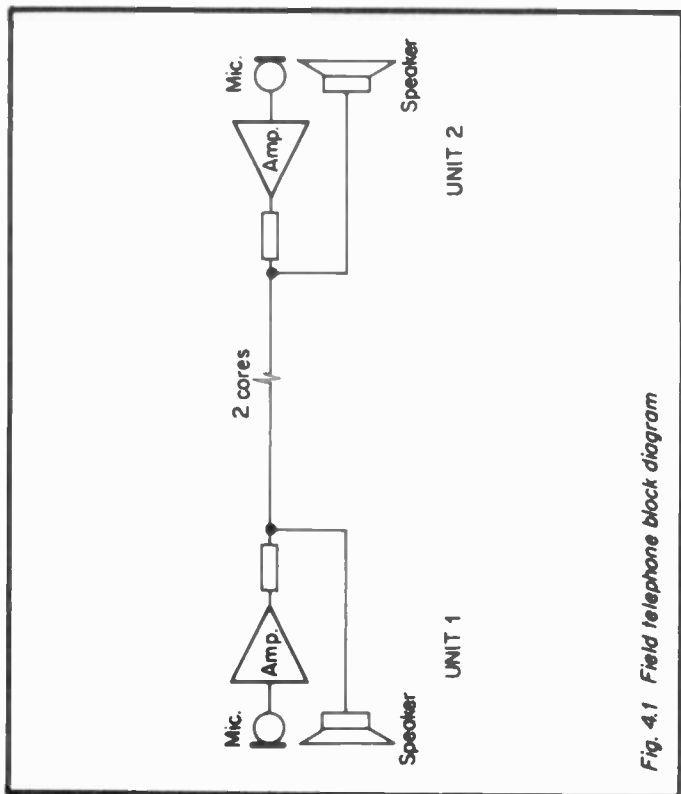 Mic.
Amp.
Speaker
UNIT 1
2 cores
Mic.
Amp.
Speaker
UNIT 2
Fig. 4.1 Field telephone block diagram